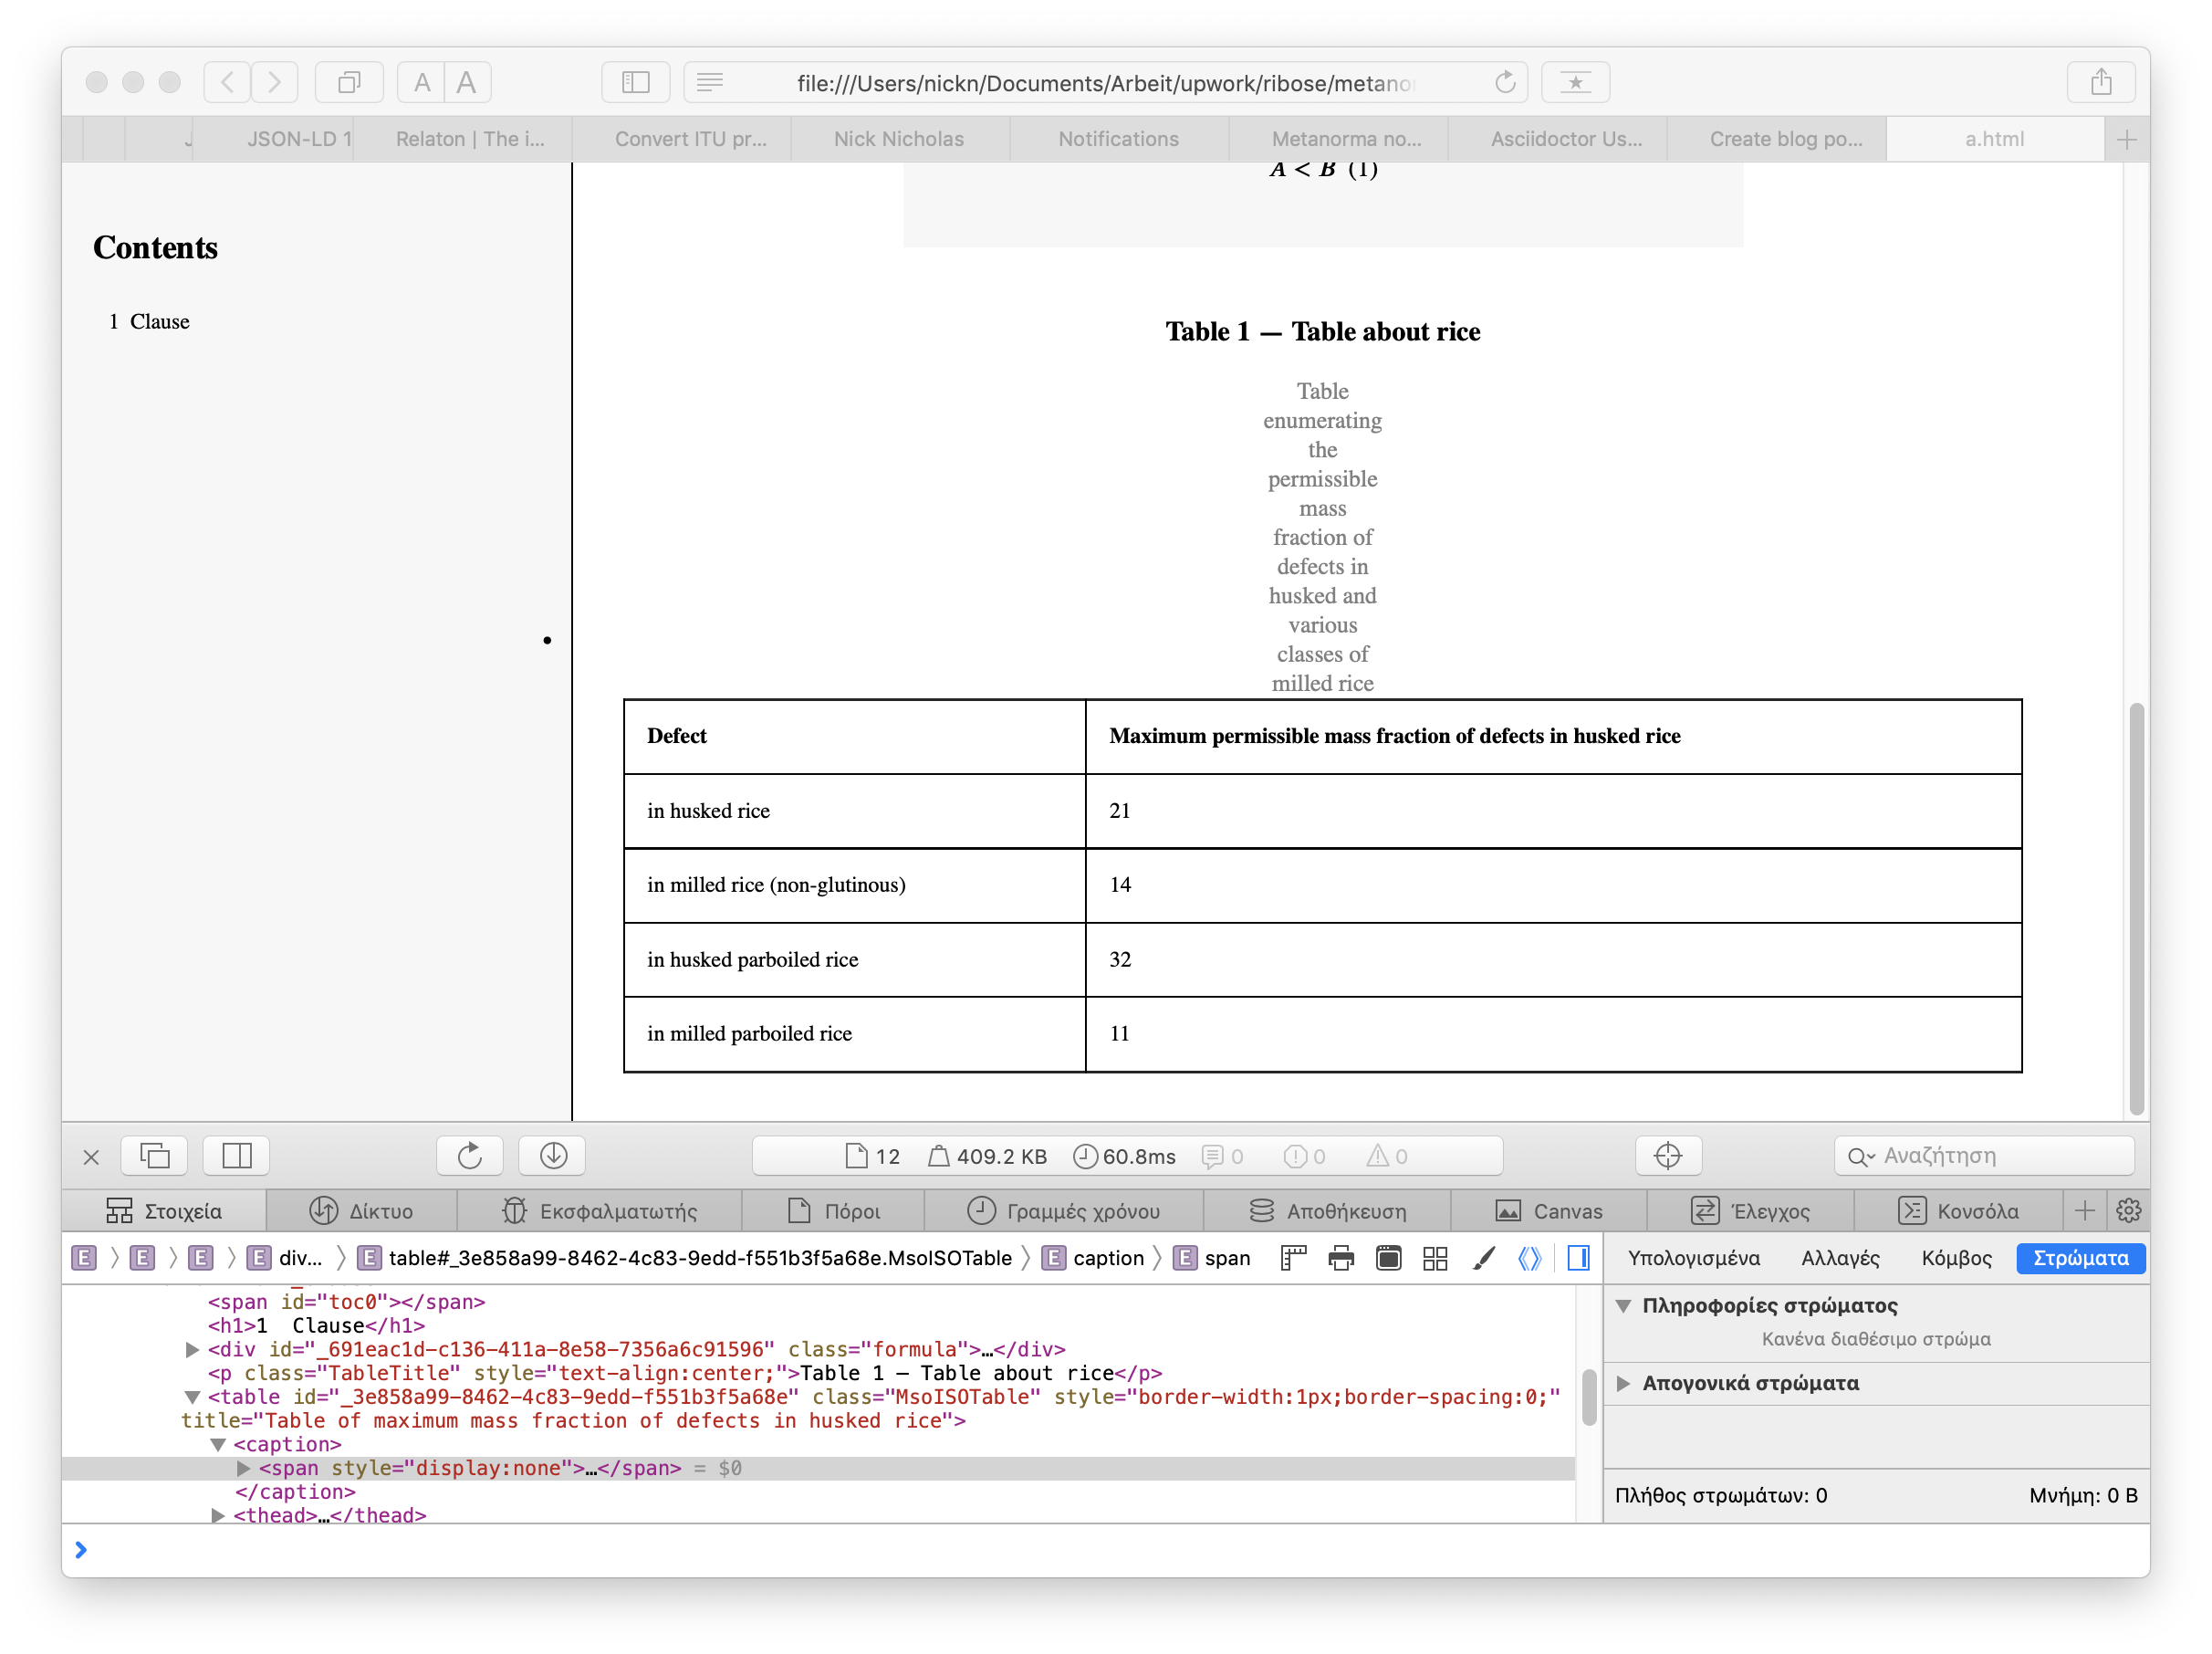 A A file:///Users/nickn/Documents/Arbeit/upwork/ribose/metano
JSON-LD 1 Relaton | The i... Convert ITU pr... Nick Nicholas Notifications Metanorma no... Asciidoctor Us... Create blog po... a.html
A < B (1)
Contents
1 Clause
Table 1 — Table about rice
Table
enumerating
the
permissible
mass
fraction of
defects in
husked and
various
classes of
milled rice
Defect Maximum permissible mass fraction of defects in husked rice
in husked rice 21
in milled rice (non-glutinous) 14
in husked parboiled rice 32
in milled parboiled rice 11
12 409.2 KB 60.8ms 0 0 0 Αναζήτηση
Στοιχεία Δίκτυο Εκσφαλματωτής Πόροι Γραμμές χρόνου Αποθήκευση Canvas Έλεγχος Κονσόλα
E E E E div... E table#_3e858a99-8462-4c83-9edd-f551b3f5a68e.MsoISOTable E caption E span Υπολογισμένα Αλλαγές Κόμβος Στρώματα
<span id="toc0"></span>
<h1>1  Clause</h1>
<div id="_691eac1d-c136-411a-8e58-7356a6c91596" class="formula">…</div>
<p class="TableTitle" style="text-align:center;">Table 1 — Table about rice</p>
<table id="_3e858a99-8462-4c83-9edd-f551b3f5a68e" class="MsoISOTable" style="border-width:1px;border-spacing:0;"
title="Table of maximum mass fraction of defects in husked rice">
<caption>
<span style="display:none">…</span> = $0
</caption>
<thead>…</thead>
Πληροφορίες στρώματος
Κανένα διαθέσιμο στρώμα
Απογονικά στρώματα
Πλήθος στρωμάτων: 0 Μνήμη: 0 B